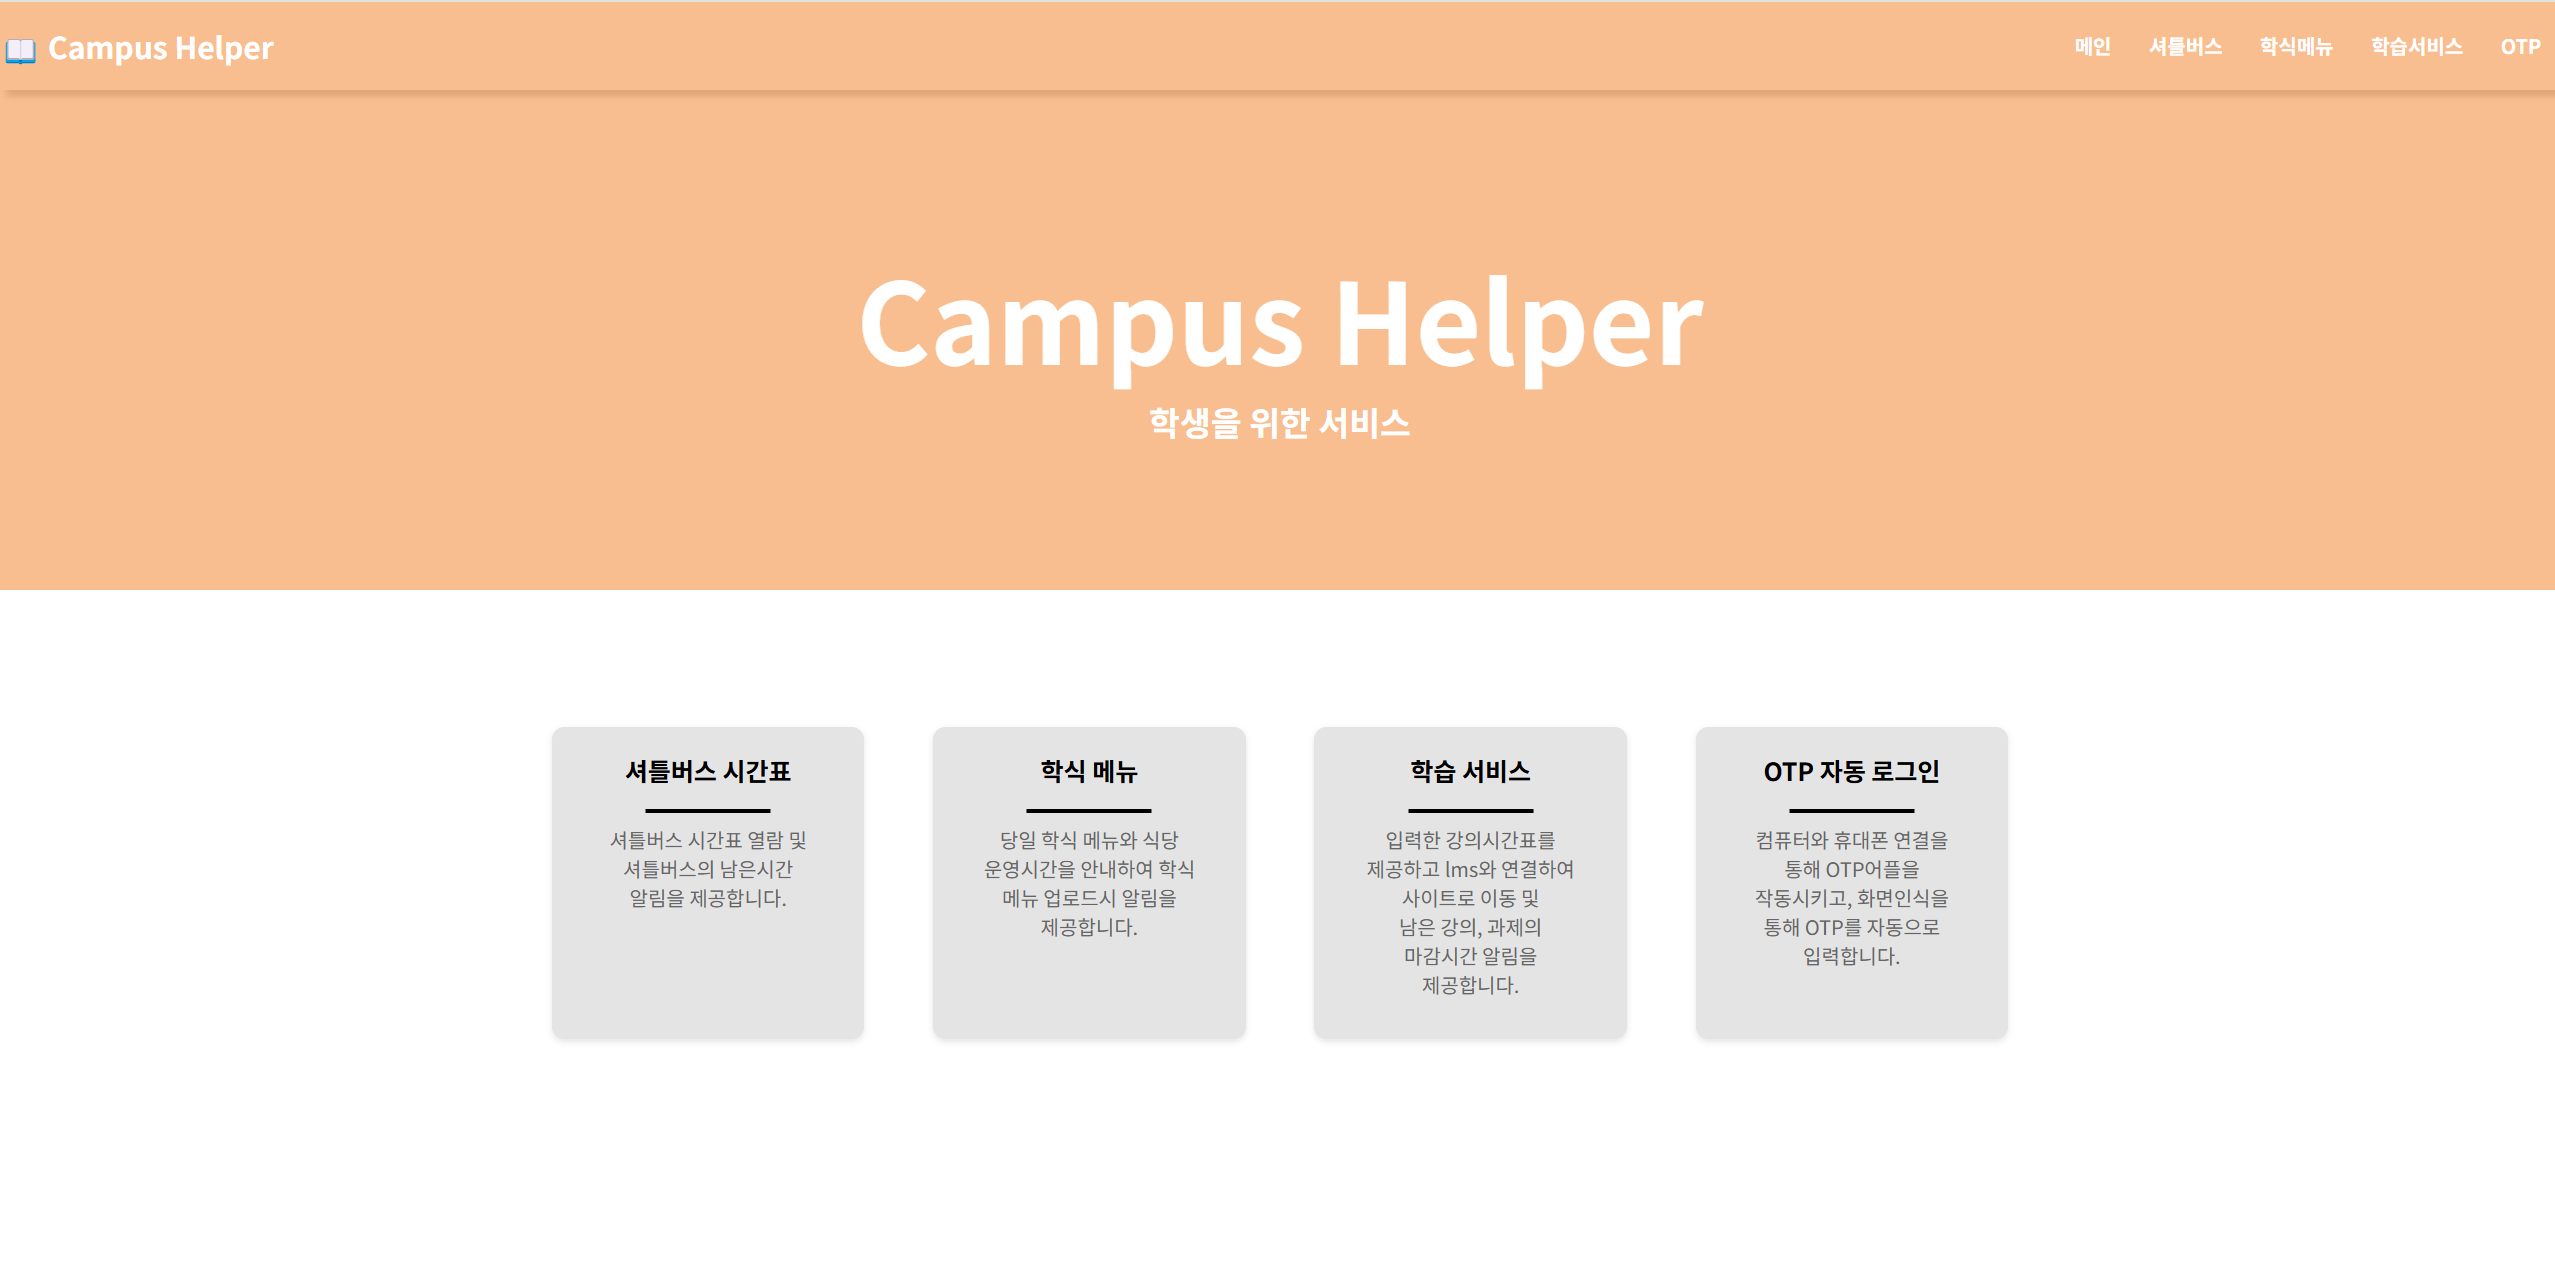 Campus Helper
메인 셔틀버스 학식메뉴 학습서비스 OTP
Campus Helper
학생을 위한 서비스
셔틀버스 시간표
셔틀버스 시간표 열람 및
셔틀버스의 남은시간
알림을 제공합니다.
학식 메뉴
당일 학식 메뉴와 식당
운영시간을 안내하여 학식
메뉴 업로드시 알림을
제공합니다.
학습 서비스
입력한 강의시간표를
제공하고 lms와 연결하여
사이트로 이동 및
남은 강의, 과제의
마감시간 알림을
제공합니다.
OTP 자동 로그인
컴퓨터와 휴대폰 연결을
통해 OTP어플을
작동시키고, 화면인식을
통해 OTP를 자동으로
입력합니다.